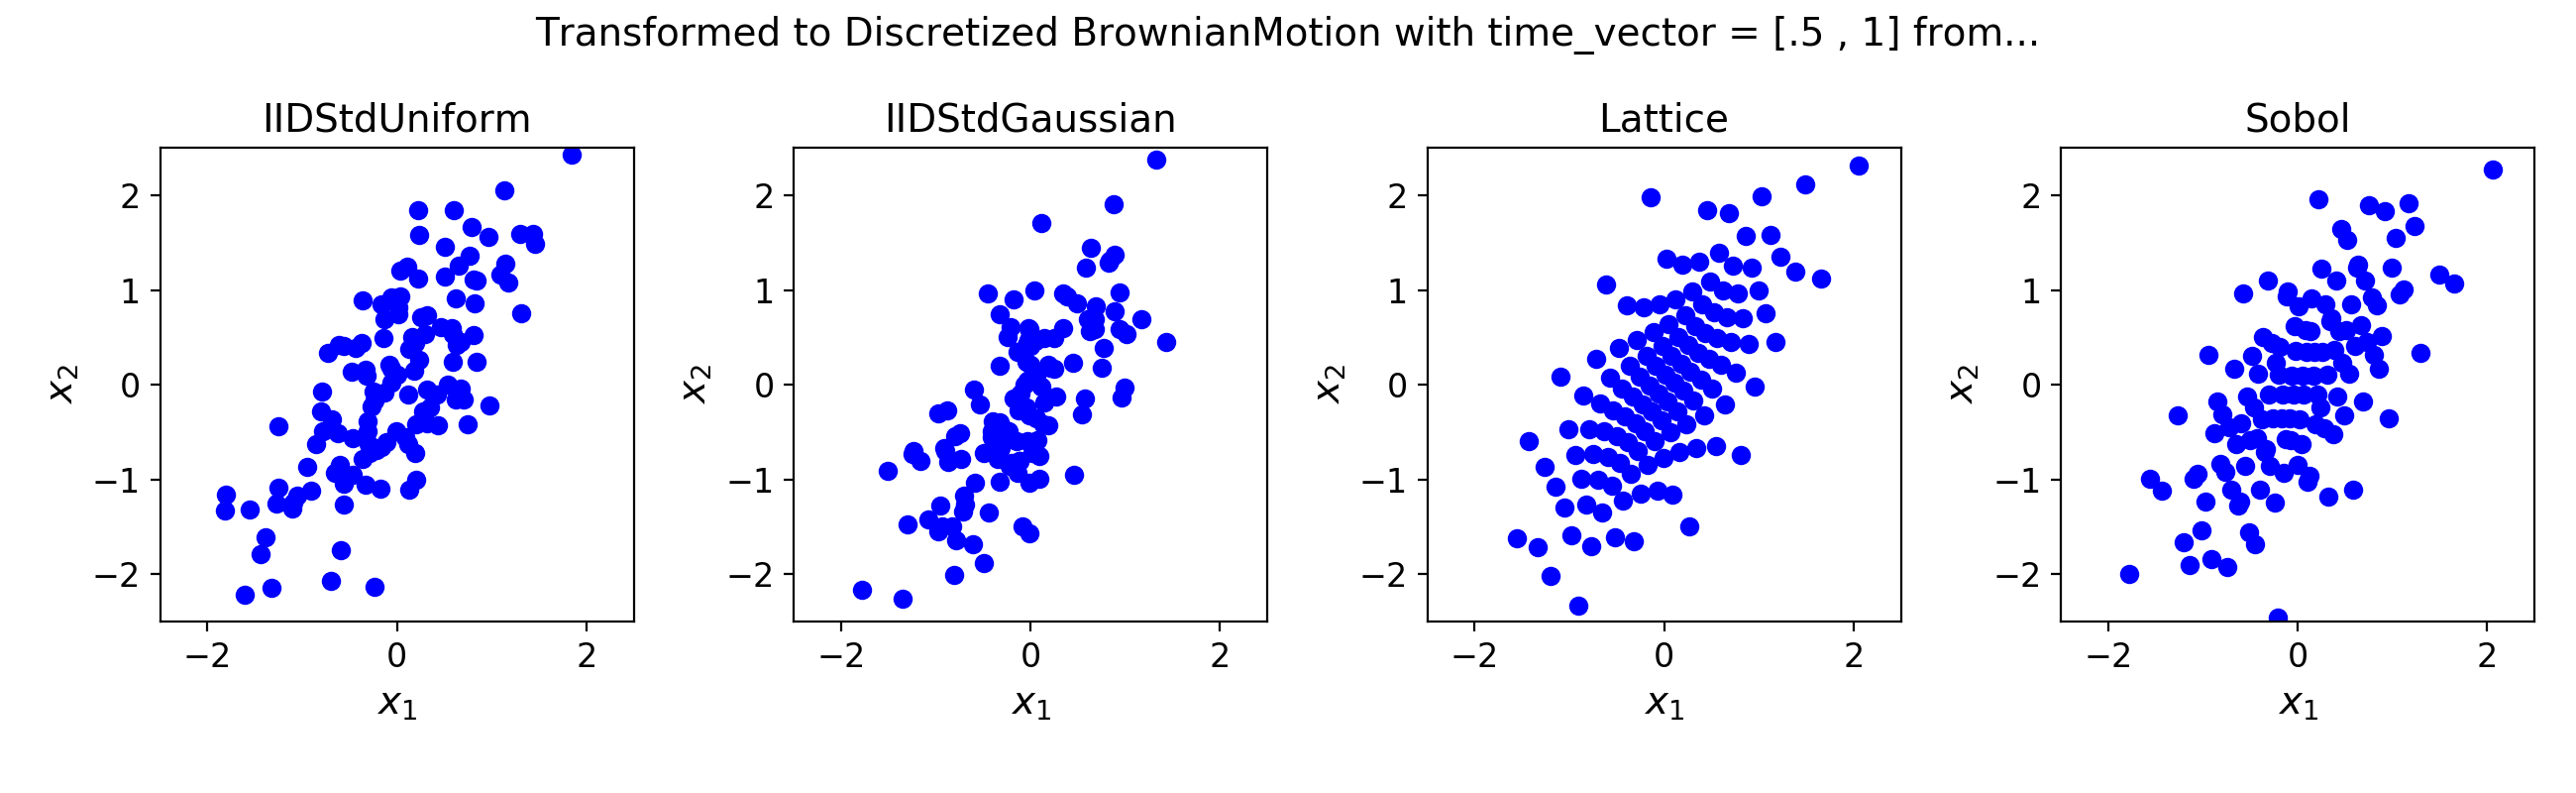 Transformed to Discretized BrownianMotion with time_vector = [.5 , 1] from...
IIDStdUniform
2
1
0
−1
−2
x₂
−2 0 2
x₁
IIDStdGaussian
2
1
0
−1
−2
x₂
−2 0 2
x₁
Lattice
2
1
0
−1
−2
x₂
−2 0 2
x₁
Sobol
2
1
0
−1
−2
x₂
−2 0 2
x₁